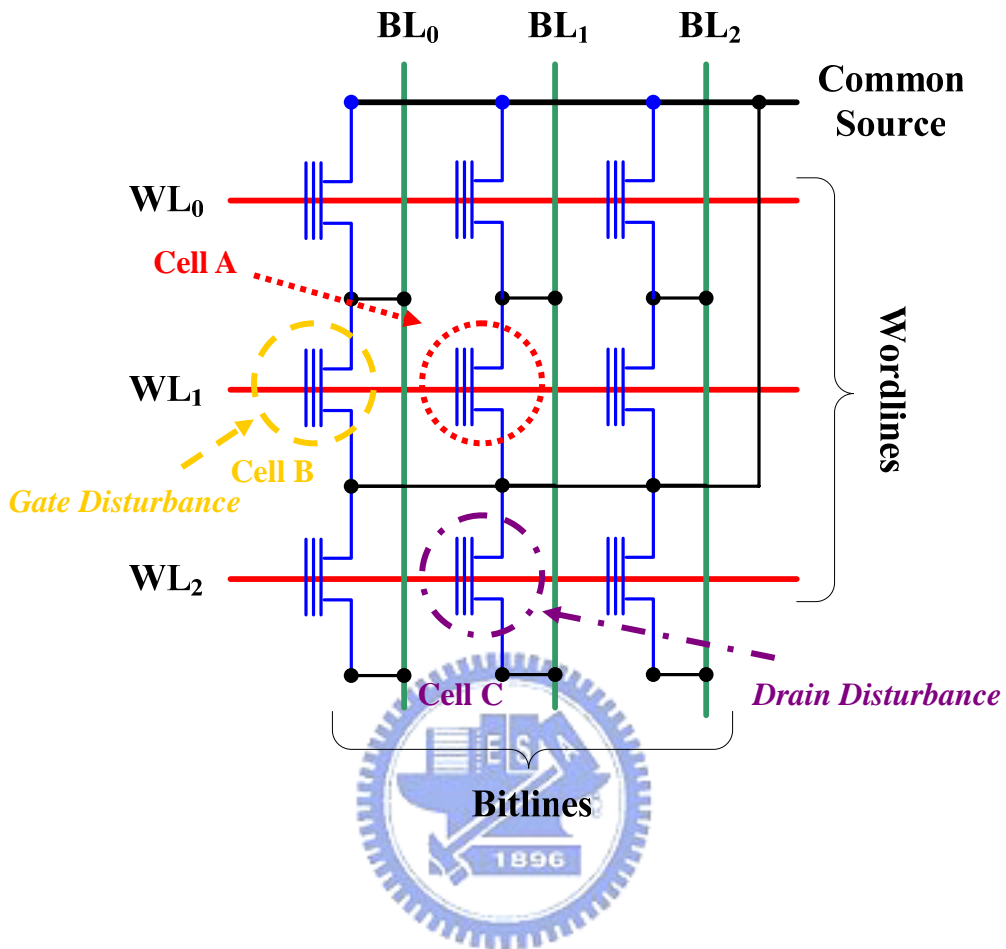 BL₀ BL₁ BL₂
Common
Source
WL₀
Cell A
WL₁
Cell B
Gate Disturbance
Wordlines
WL₂
Cell C
Drain Disturbance
E S
Bitlines
1896